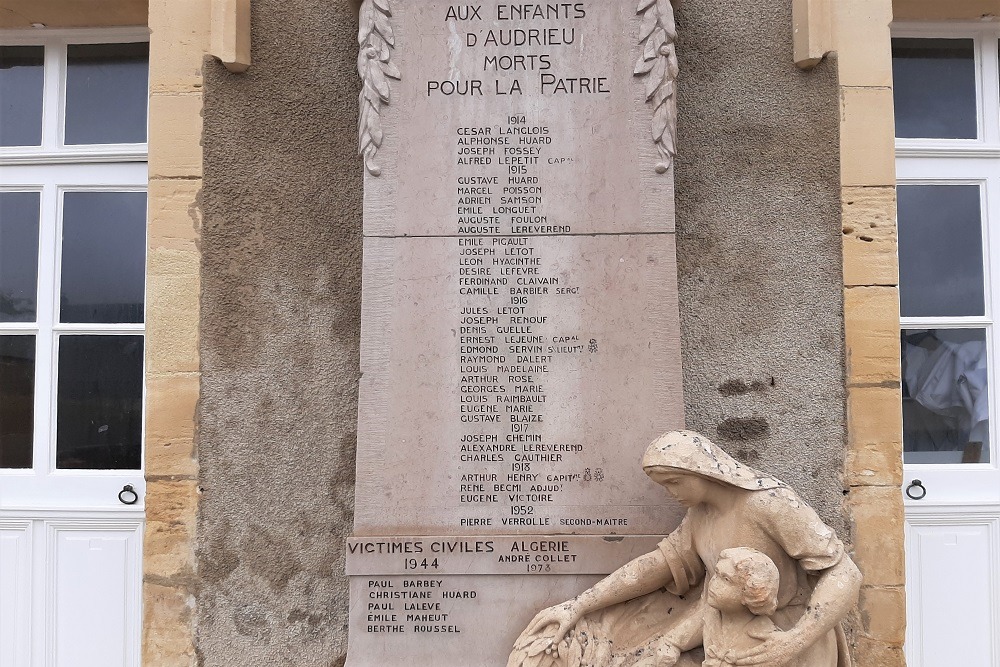 AUX ENFANTS
D'AUDRIEU
MORTS
POUR LA PATRIE
1914
CESAR LANGLOIS
ALPHONSE HUARD
JOSEPH FOSSEY
ALFRED LEPETIT CAPAL
1915
GUSTAVE HUARD
MARCEL POISSON
ADRIEN SAMSON
EMILE LONGUET
AUGUSTE FOULON
AUGUSTE LEREVEREND
EMILE PIGAULT
JOSEPH LETOT
LEON HYACINTHE
DESIRE LEFEVRE
FERDINAND CLAIVAIN
CAMILLE BARBIER SERGT
1916
JULES LETOT
JOSEPH RENOUF
DENIS GUELLE
ERNEST LEJEUNE CAPAL
EDMOND SERVIN S/LIEUTNT
RAYMOND DALERT
LOUIS MADELAINE
ARTHUR ROSE
GEORGES MARIE
LOUIS RAIMBAULT
EUGENE MARIE
GUSTAVE BLAIZE
1917
JOSEPH CHEMIN
ALEXANDRE LEREVEREND
CHARLES GAUTHIER
1918
ARTHUR HENRY CAPITNE
RENE BECMI ADJUDT
EUGENE VICTOIRE
1952
PIERRE VERROLLE SECOND-MAITRE
VICTIMES CIVILES
1944
ALGERIE
ANDRE COLLET
PAUL BARBEY
CHRISTIANE HUARD
PAUL LALEVE
EMILE MAHEUT
BERTHE ROUSSEL